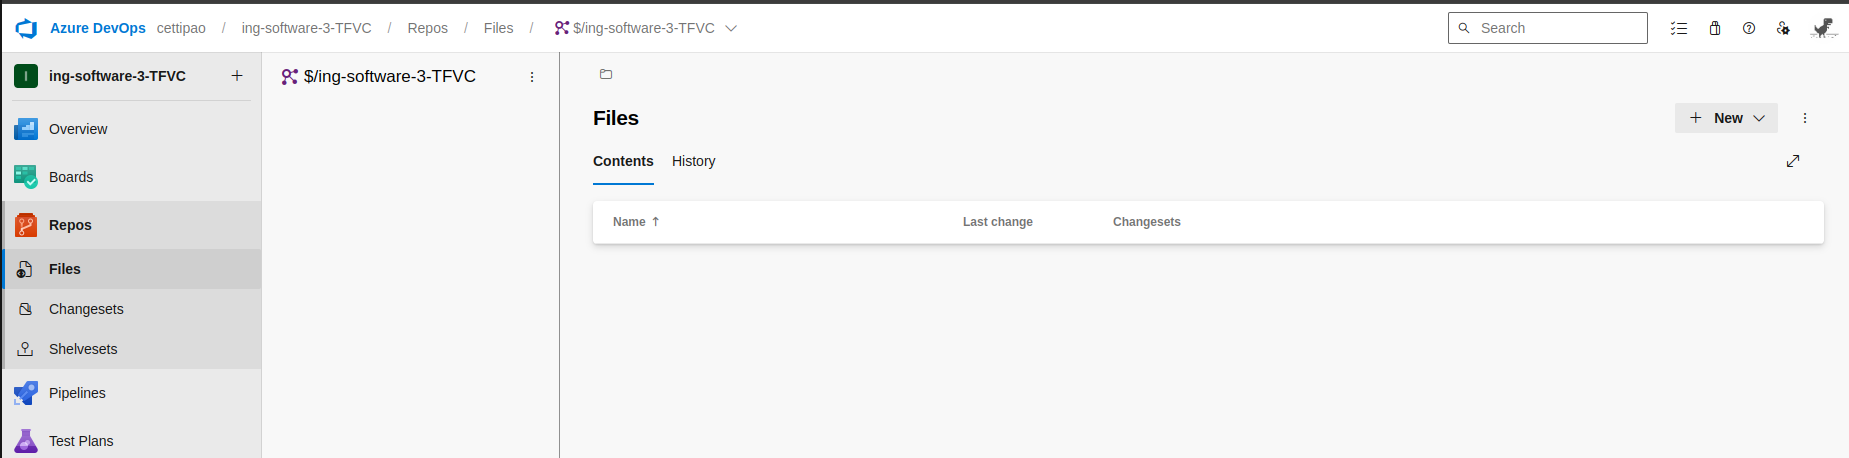 Azure DevOps cettipao / ing-software-3-TFVC / Repos / Files / $/ing-software-3-TFVC
Search
I ing-software-3-TFVC +
Overview
Boards
Repos
Files
Changesets
Shelvesets
Pipelines
Test Plans
$/ing-software-3-TFVC
Files
New
Contents History
Name ↑ Last change Changesets